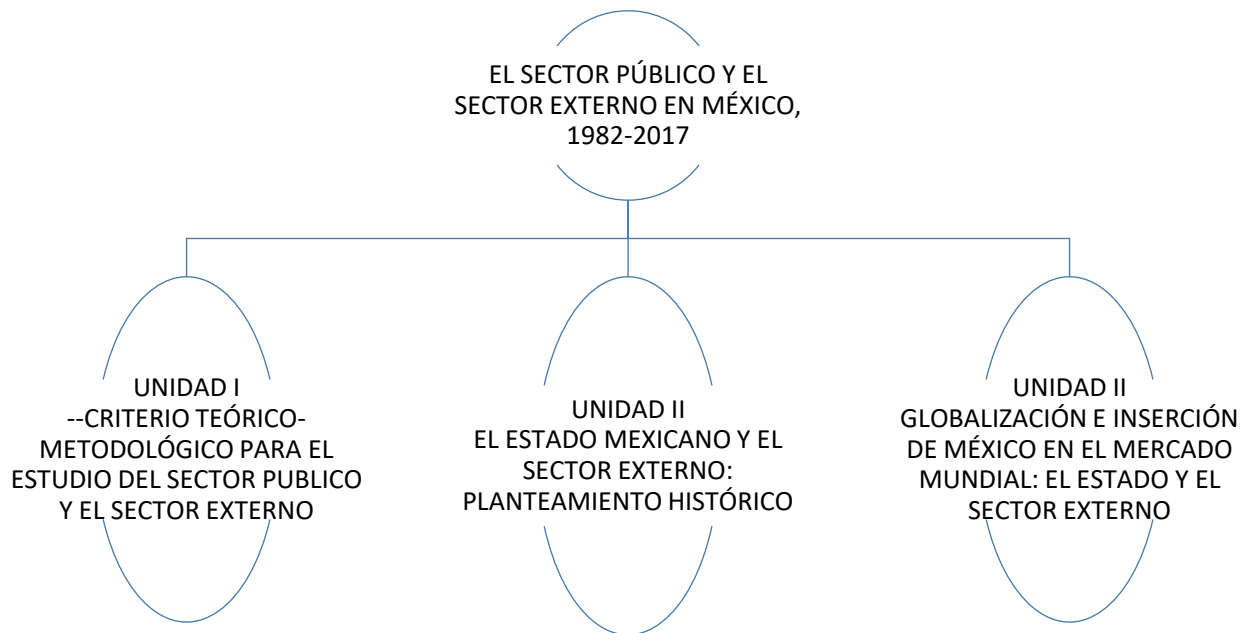 EL SECTOR PÚBLICO Y EL
SECTOR EXTERNO EN MÉXICO,
1982-2017
UNIDAD I
--CRITERIO TEÓRICO-
METODOLÓGICO PARA EL
ESTUDIO DEL SECTOR PUBLICO
Y EL SECTOR EXTERNO
UNIDAD II
EL ESTADO MEXICANO Y EL
SECTOR EXTERNO:
PLANTEAMIENTO HISTÓRICO
UNIDAD II
GLOBALIZACIÓN E INSERCIÓN
DE MÉXICO EN EL MERCADO
MUNDIAL: EL ESTADO Y EL
SECTOR EXTERNO